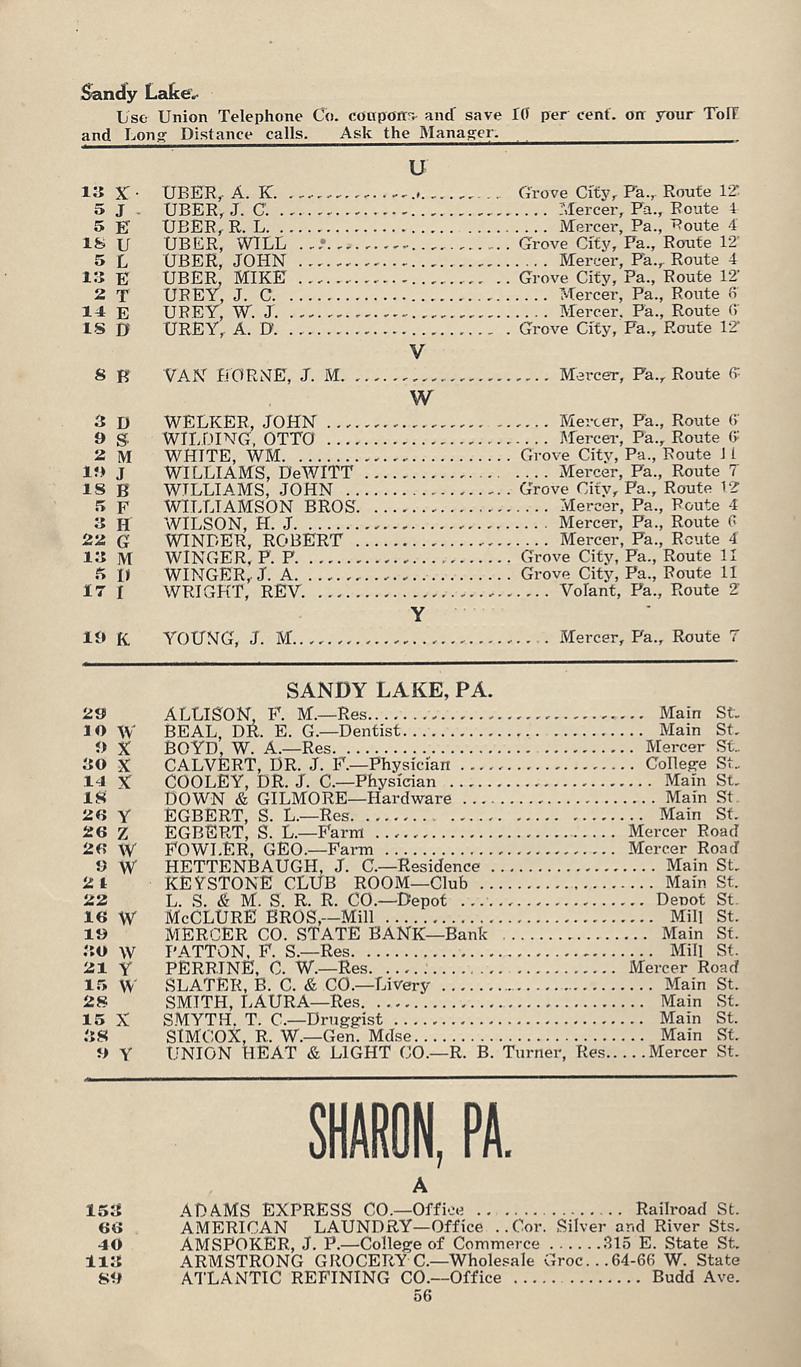 Sandy Lake.
Use Union Telephone Co. coupons and save 10 per cent. on your Toll
and Long Distance calls. Ask the Manager.
U
13 X UBER, A. K. Grove City, Pa., Route 12
5 J UBER, J. C. Mercer, Pa., Route 4
5 E UBER, R. L. Mercer, Pa., Route 4
18 U UBER, WILL Grove City, Pa., Route 12
5 L UBER, JOHN Mercer, Pa., Route 4
13 E UBER, MIKE Grove City, Pa., Route 12
2 T UREY, J. C. Mercer, Pa., Route 6
14 E UREY, W. J. Mercer, Pa., Route 6
18 D UREY, A. D. Grove City, Pa., Route 12
V
8 B VAN HORNE, J. M. Mercer, Pa., Route 6
W
3 D WELKER, JOHN Mercer, Pa., Route 6
9 S WILDING, OTTO Mercer, Pa., Route 6
2 M WHITE, WM. Grove City, Pa., Route 11
19 J WILLIAMS, DeWITT Mercer, Pa., Route 7
18 B WILLIAMS, JOHN Grove City, Pa., Route 12
5 F WILLIAMSON BROS. Mercer, Pa., Route 4
3 H WILSON, H. J. Mercer, Pa., Route 6
22 G WINDER, ROBERT Mercer, Pa., Route 4
13 M WINGER, P. P. Grove City, Pa., Route 11
5 D WINGER, J. A. Grove City, Pa., Route 11
17 I WRIGHT, REV. Volant, Pa., Route 2
Y
19 K YOUNG, J. M. Mercer, Pa., Route 7
SANDY LAKE, PA.
29 ALLISON, F. M.—Res. Main St.
10 W BEAL, DR. E. G.—Dentist. Main St.
9 X BOYD, W. A.—Res. Mercer St.
30 X CALVERT, DR. J. F.—Physician College St.
14 X COOLEY, DR. J. C.—Physician Main St.
18 DOWN & GILMORE—Hardware Main St.
26 Y EGBERT, S. L.—Res. Main St.
26 Z EGBERT, S. L.—Farm Mercer Road
26 W FOWLER, GEO.—Farm Mercer Road
9 W HETTENBAUGH, J. C.—Residence Main St.
21 KEYSTONE CLUB ROOM—Club Main St.
22 L. S. & M. S. R. R. CO.—Depot Depot St.
16 W McCLURE BROS,—Mill Mill St.
19 MERCER CO. STATE BANK—Bank Main St.
30 W PATTON, F. S.—Res. Mill St.
21 Y PERRINE, C. W.—Res. Mercer Road
15 W SLATER, B. C. & CO.—Livery Main St.
28 SMITH, LAURA—Res. Main St.
15 X SMYTH, T. C.—Druggist Main St.
38 SIMCOX, R. W.—Gen. Mdse. Main St.
9 Y UNION HEAT & LIGHT CO.—R. B. Turner, Res. Mercer St.
SHARON, PA.
A
153 ADAMS EXPRESS CO.—Office Railroad St.
66 AMERICAN LAUNDRY—Office Cor. Silver and River Sts.
40 AMSPOKER, J. P.—College of Commerce 315 E. State St.
113 ARMSTRONG GROCERY C.—Wholesale Groc. 64-66 W. State
89 ATLANTIC REFINING CO.—Office Budd Ave.
56